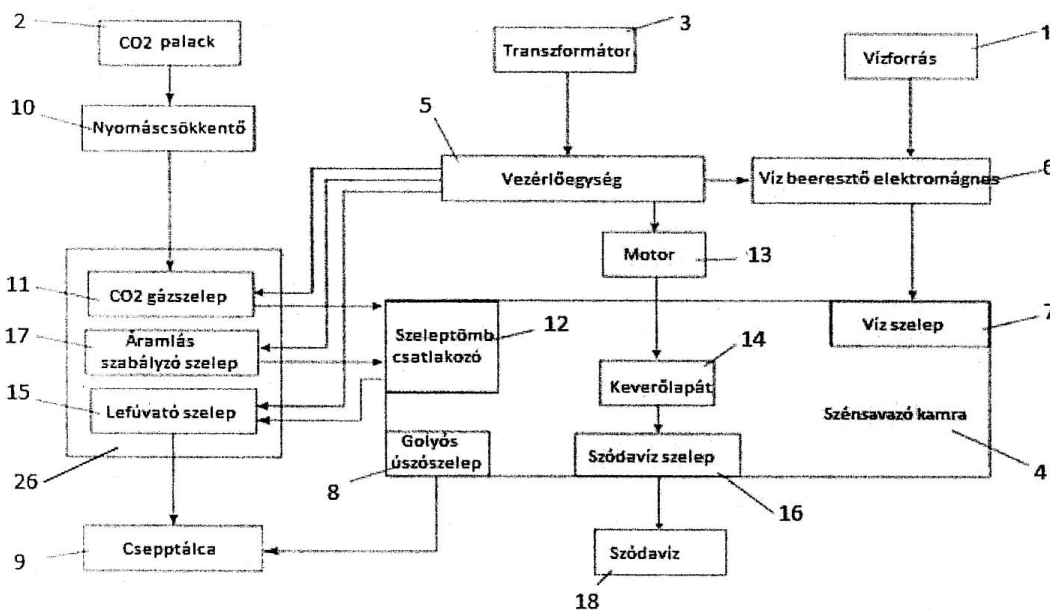 2
CO2 palack
3
Transzformátor
1
Vízforrás
10
Nyomáscsökkentő
5
Vezérlőegység
Víz beeresztő elektromágnes
6
Motor
13
11
CO2 gázszelep
17
Áramlás
szabályzó szelep
15
Lefúvató szelep
26
Szeleptömb
csatlakozó
12
Víz szelep
7
14
Keverőlapát
Szénsavazó kamra
4
Golyós
úszószelep
8
Szódavíz szelep
16
9
Csepptálca
Szódavíz
18